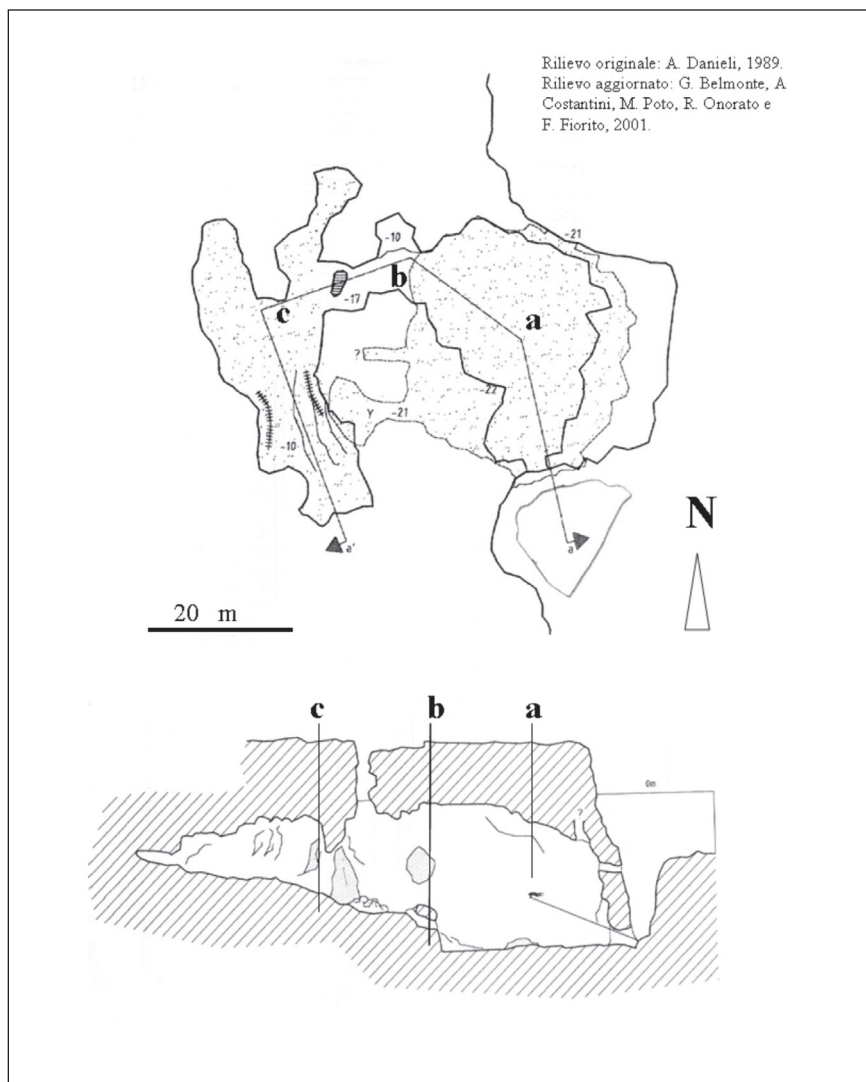 Rilievo originale: A. Danieli, 1989.
Rilievo aggiornato: G. Belmonte, A
Costantini, M. Poto, R. Onorato e
F. Fiorito, 2001.
-21
-10
b
c
-17
a
?
-22
Y -21
-10
N
a'
a
20 m
c b a
0m
?